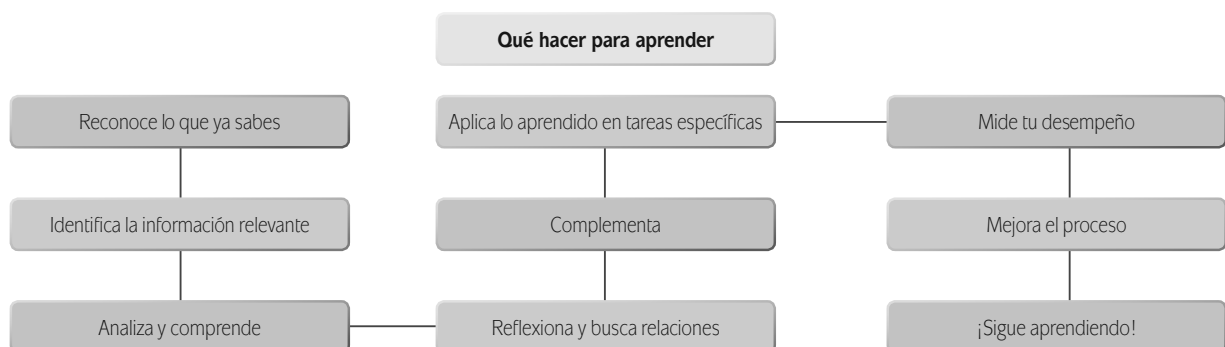 Qué hacer para aprender
Reconoce lo que ya sabes
Aplica lo aprendido en tareas específicas
Mide tu desempeño
Identifica la información relevante
Complementa
Mejora el proceso
Analiza y comprende
Reflexiona y busca relaciones
¡Sigue aprendiendo!